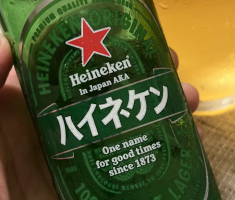 Heineken
In Japan AKA
ハイネケン
One name
for good times
since 1873